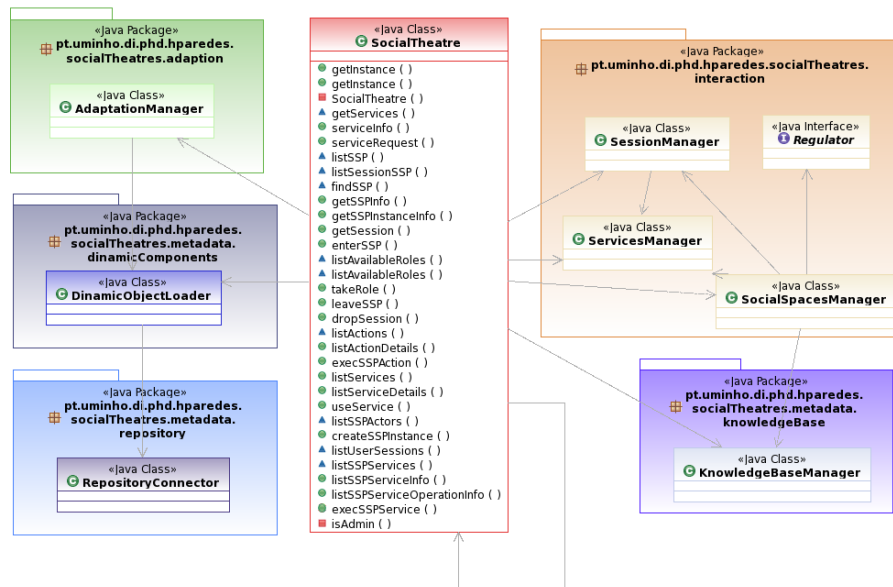 «Java Package»
pt.uminho.di.phd.hparedes.
socialTheatres.adaption
«Java Class»
AdaptationManager
«Java Package»
pt.uminho.di.phd.hparedes.
socialTheatres.metadata.
dinamicComponents
«Java Class»
DinamicObjectLoader
«Java Package»
pt.uminho.di.phd.hparedes.
socialTheatres.metadata.
repository
«Java Class»
RepositoryConnector
«Java Class»
SocialTheatre
getInstance ( )
getInstance ( )
SocialTheatre ( )
getServices ( )
serviceInfo ( )
serviceRequest ( )
listSSP ( )
listSessionSSP ( )
findSSP ( )
getSSPInfo ( )
getSSPInstanceInfo ( )
getSession ( )
enterSSP ( )
listAvailableRoles ( )
listAvailableRoles ( )
takeRole ( )
leaveSSP ( )
dropSession ( )
listActions ( )
listActionDetails ( )
execSSPAction ( )
listServices ( )
listServiceDetails ( )
useService ( )
listSSPActors ( )
createSSPInstance ( )
listUserSessions ( )
listSSPServices ( )
listSSPServiceInfo ( )
listSSPServiceOperationInfo ( )
execSSPService ( )
isAdmin ( )
«Java Package»
pt.uminho.di.phd.hparedes.socialTheatres.
interaction
«Java Class»
SessionManager
«Java Interface»
Regulator
«Java Class»
ServicesManager
«Java Class»
SocialSpacesManager
«Java Package»
pt.uminho.di.phd.hparedes.
socialTheatres.metadata.
knowledgeBase
«Java Class»
KnowledgeBaseManager